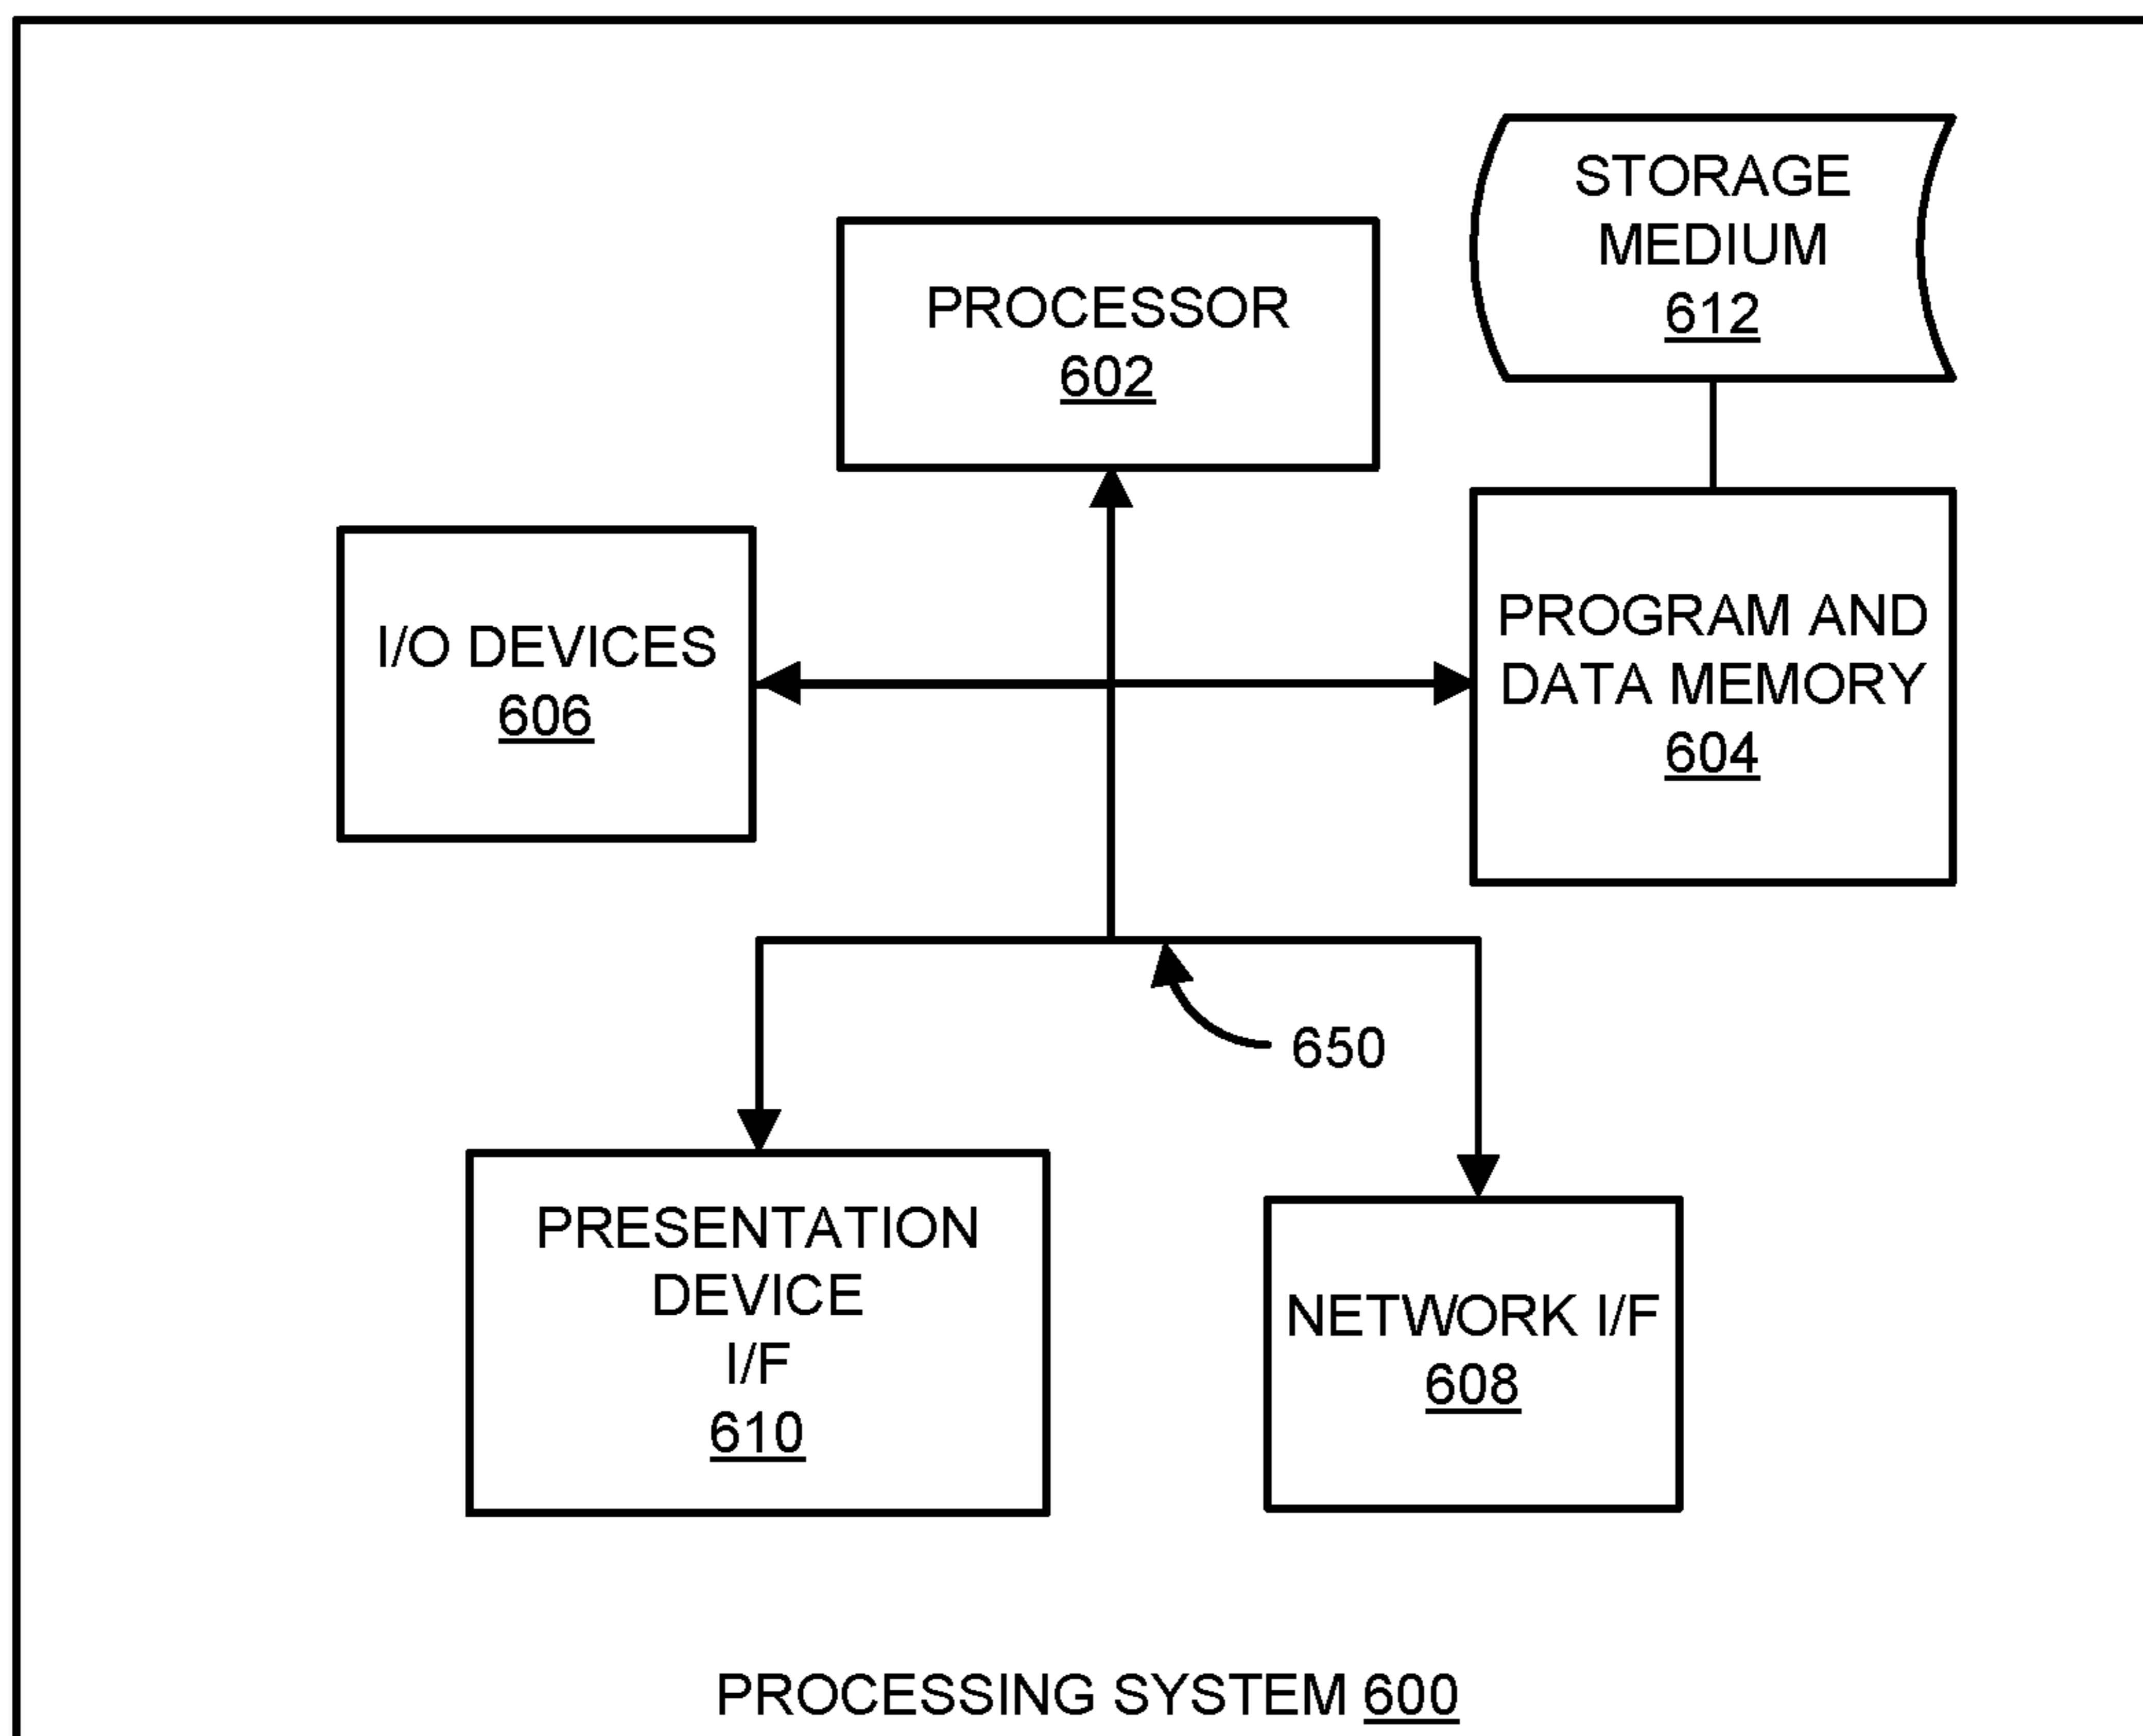 STORAGE
MEDIUM
612
PROCESSOR
602
I/O DEVICES
606
PROGRAM AND
DATA MEMORY
604
650
PRESENTATION
DEVICE
I/F
610
NETWORK I/F
608
PROCESSING SYSTEM 600